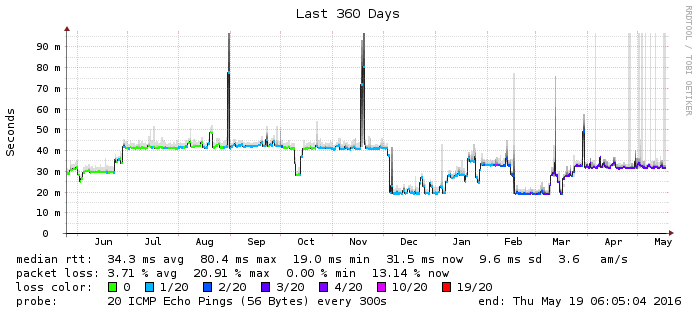 Last 360 Days
RRDTOOL / TOBI OETIKER
Seconds
90 m
80 m
70 m
60 m
50 m
40 m
30 m
20 m
10 m
0
Jun Jul Aug Sep Oct Nov Dec Jan Feb Mar Apr May
median rtt: 34.3 ms avg 80.4 ms max 19.0 ms min 31.5 ms now 9.6 ms sd 3.6 am/s
packet loss: 3.71 % avg 20.91 % max 0.00 % min 13.14 % now
loss color: 0 1/20 2/20 3/20 4/20 10/20 19/20
probe: 20 ICMP Echo Pings (56 Bytes) every 300s end: Thu May 19 06:05:04 2016